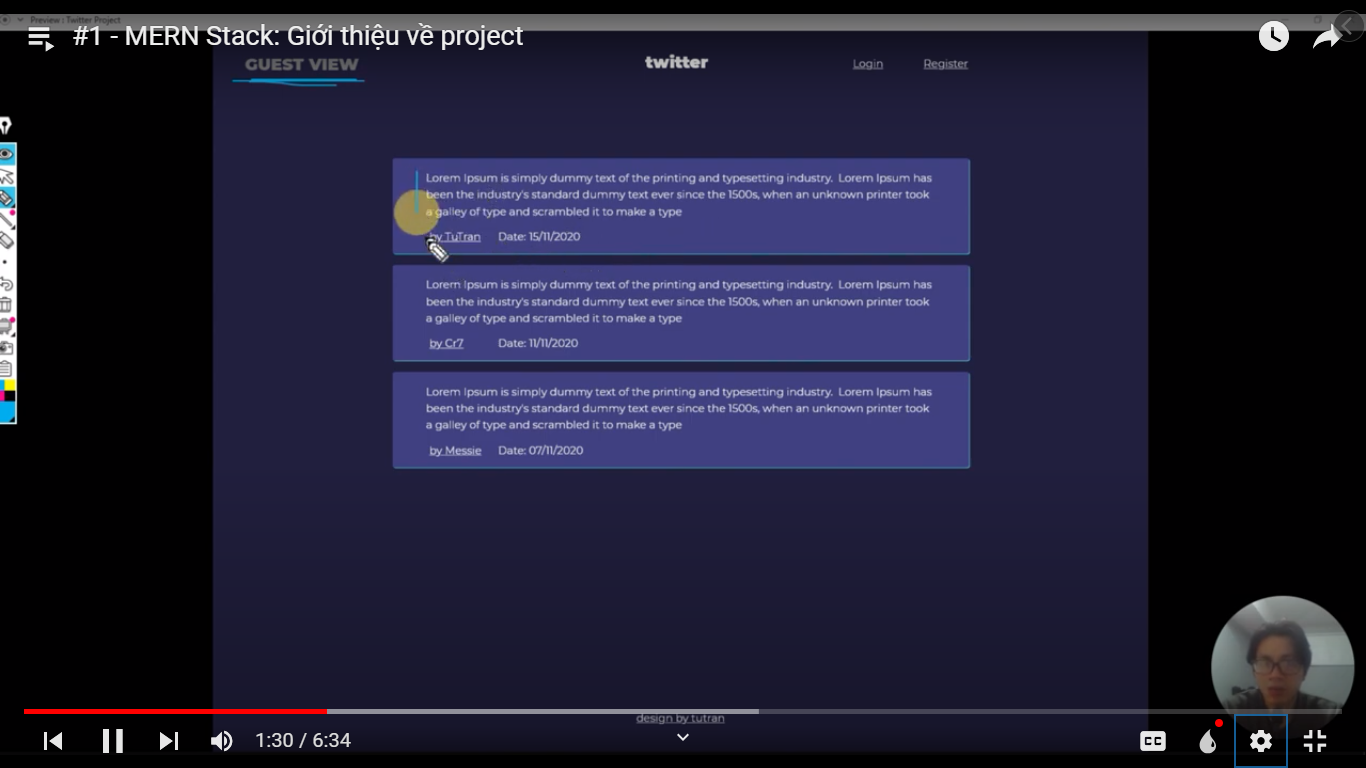 Preview : Twitter Project
#1 - MERN Stack: Giới thiệu về project
GUEST VIEW
twitter
Login
Register
Lorem Ipsum is simply dummy text of the printing and typesetting industry. Lorem Ipsum has
been the industry's standard dummy text ever since the 1500s, when an unknown printer took
a galley of type and scrambled it to make a type
by TuTran Date: 15/11/2020
Lorem Ipsum is simply dummy text of the printing and typesetting industry. Lorem Ipsum has
been the industry's standard dummy text ever since the 1500s, when an unknown printer took
a galley of type and scrambled it to make a type
by Cr7 Date: 11/11/2020
Lorem Ipsum is simply dummy text of the printing and typesetting industry. Lorem Ipsum has
been the industry's standard dummy text ever since the 1500s, when an unknown printer took
a galley of type and scrambled it to make a type
by Messie Date: 07/11/2020
design by tutran
1:30 / 6:34
CC